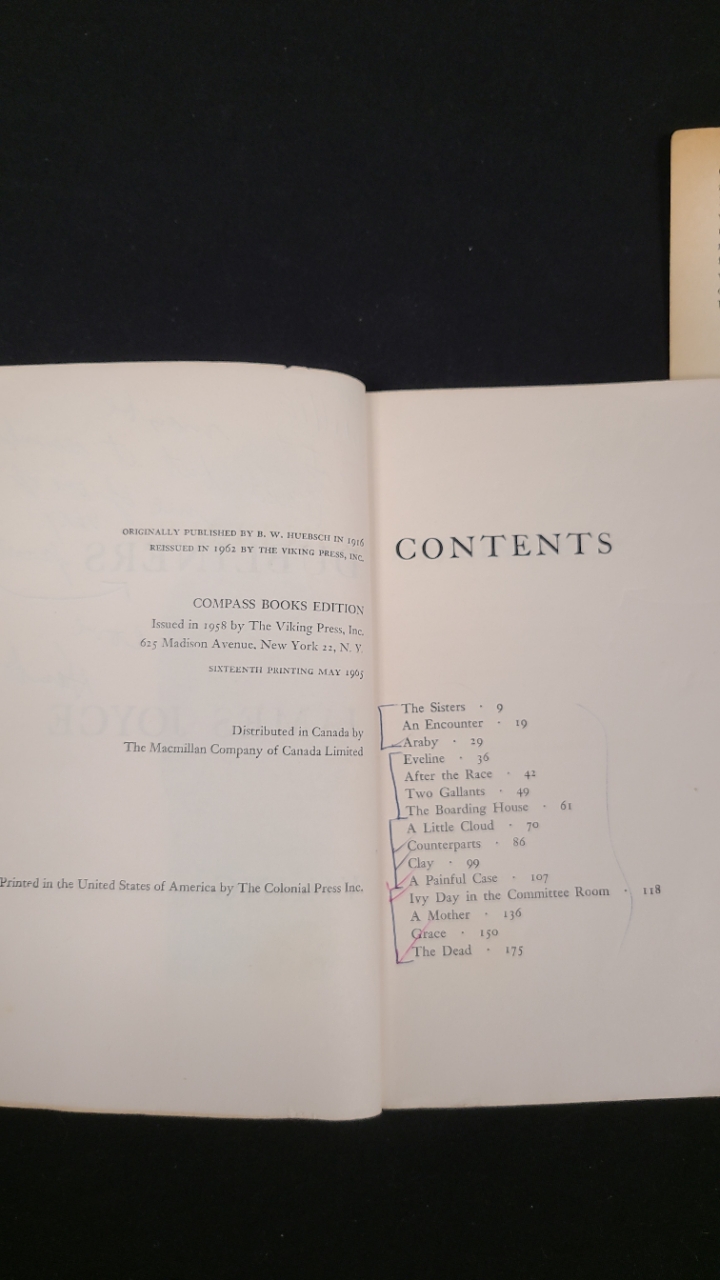 ORIGINALLY PUBLISHED BY B. W. HUEBSCH IN 1916
REISSUED IN 1962 BY THE VIKING PRESS, INC.
COMPASS BOOKS EDITION
Issued in 1958 by The Viking Press, Inc.
625 Madison Avenue, New York 22, N. Y.
SIXTEENTH PRINTING MAY 1965
Distributed in Canada by
The Macmillan Company of Canada Limited
Printed in the United States of America by The Colonial Press Inc.
CONTENTS
The Sisters · 9
An Encounter · 19
Araby · 29
Eveline · 36
After the Race · 42
Two Gallants · 49
The Boarding House · 61
A Little Cloud · 70
Counterparts · 86
Clay · 99
A Painful Case · 107
Ivy Day in the Committee Room · 118
A Mother · 136
Grace · 150
The Dead · 175